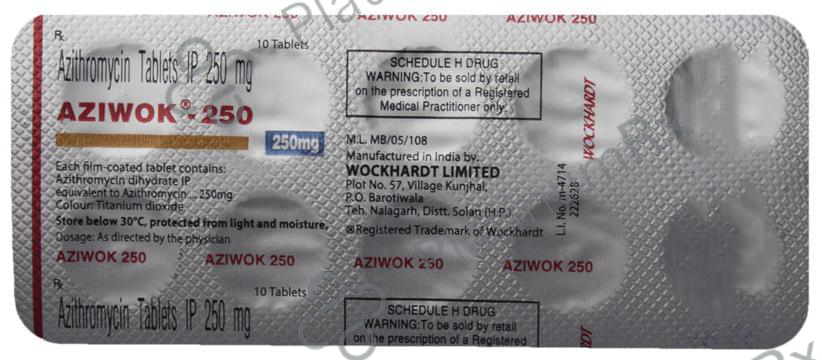 AZIWOK 250
AZIWOK 250
Rx
10 Tablets
Azithromycin Tablets IP 250 mg
AZIWOK® - 250
250mg
Each film-coated tablet contains:
Azithromycin dihydrate IP
equivalent to Azithromycin ... 250mg
Colour: Titanium dioxide
Store below 30°C, protected from light and moisture,
Dosage: As directed by the physician
SCHEDULE H DRUG
WARNING:To be sold by retail
on the prescription of a Registered
Medical Practitioner only.
M.L. MB/05/108
Manufactured in India by:
WOCKHARDT LIMITED
Plot No. 57, Village Kunjhal,
P.O. Barotiwala
Teh. Nalagarh, Distt. Solan (H.P.)
®Registered Trademark of Wockhardt
WOCKHARDT
L.I. No. m-4714
222628
AZIWOK 250
AZIWOK 250
AZIWOK 250
AZIWOK 250
Rx
10 Tablets
Azithromycin Tablets IP 250 mg
SCHEDULE H DRUG
WARNING:To be sold by retail
on the prescription of a Registered
RDT